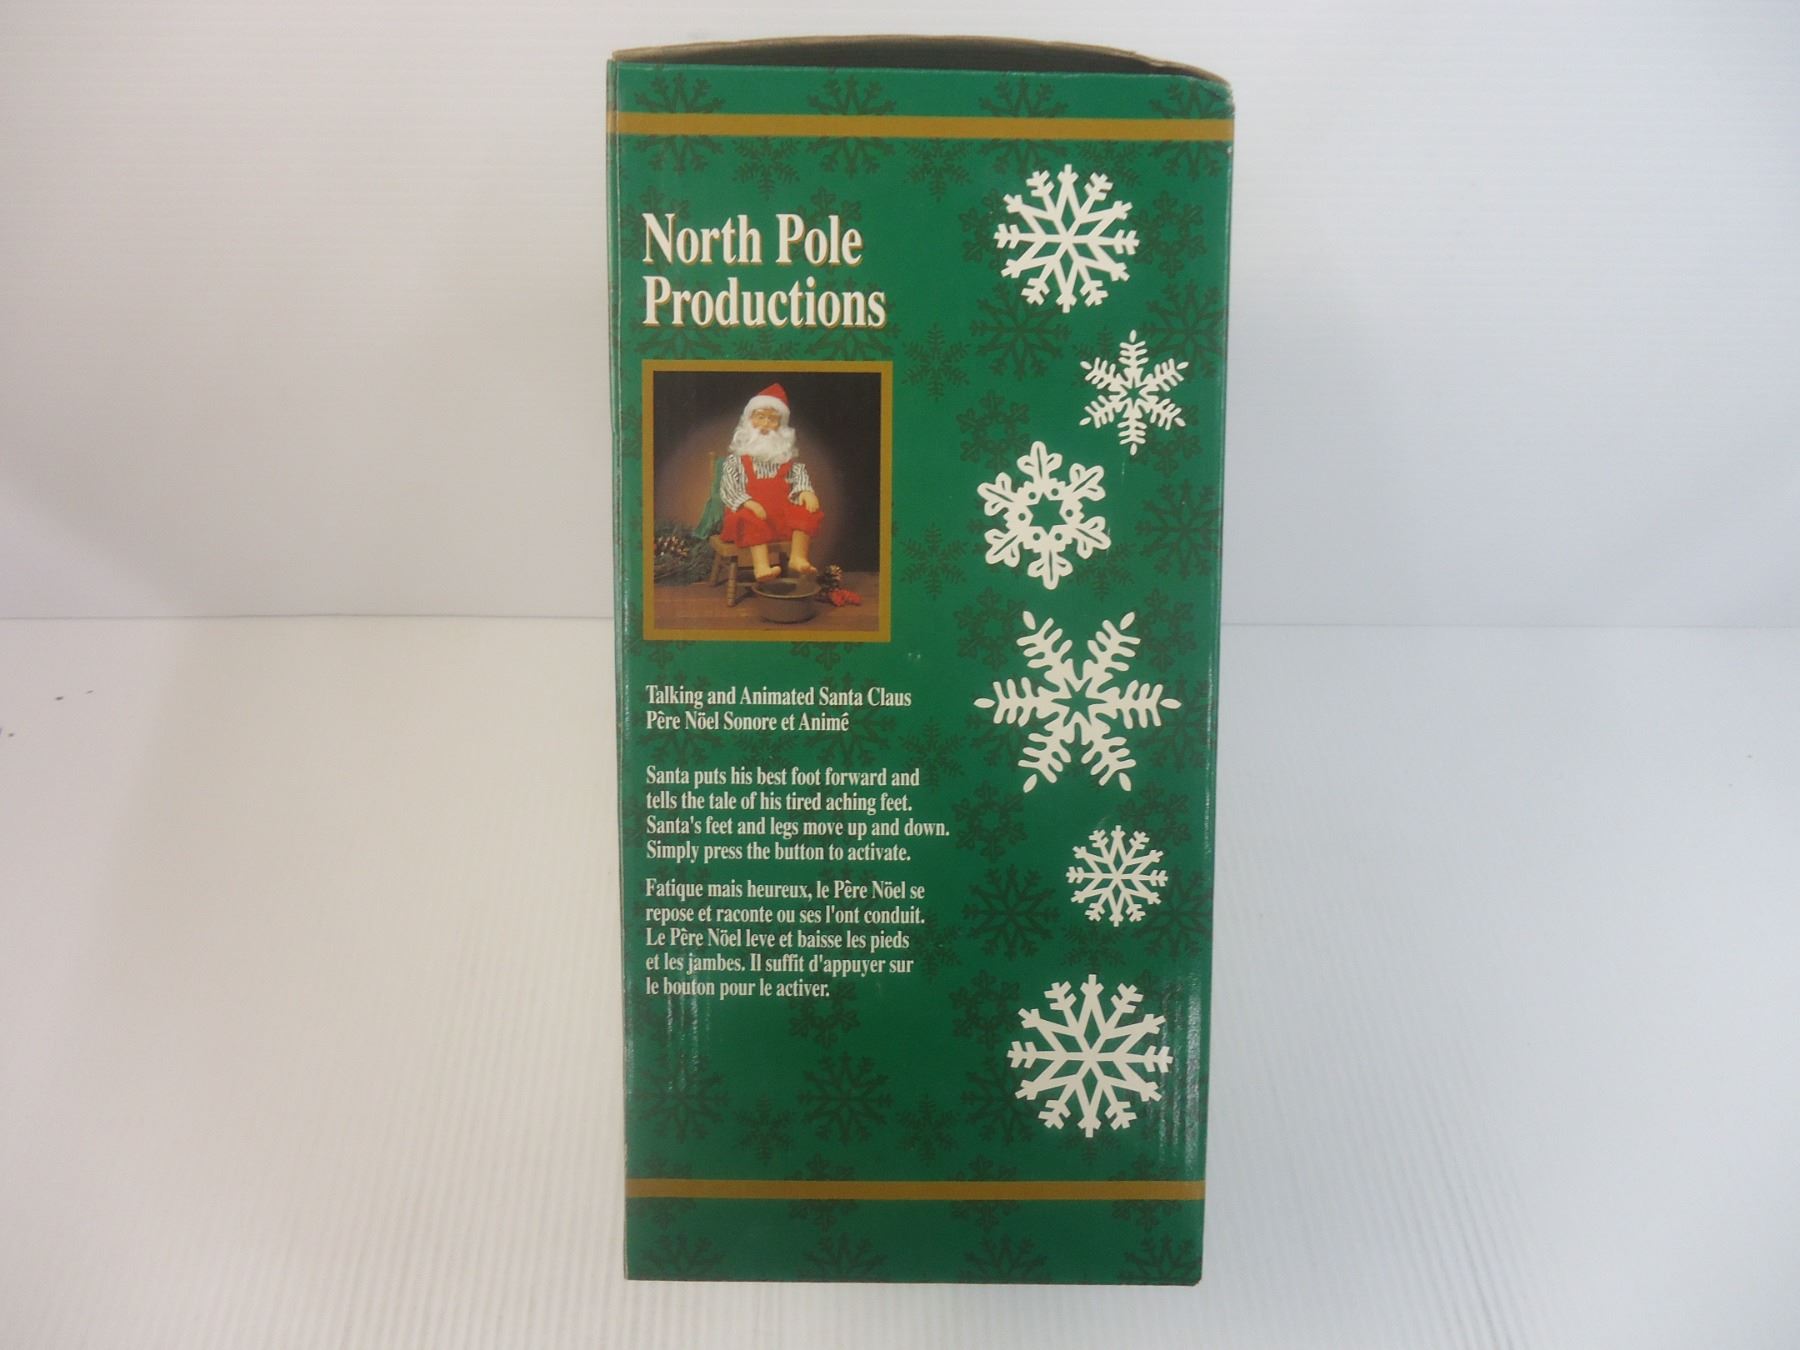 North Pole
Productions
Talking and Animated Santa Claus
Père Nöel Sonore et Animé
Santa puts his best foot forward and
tells the tale of his tired aching feet.
Santa's feet and legs move up and down.
Simply press the button to activate.
Fatique mais heureux, le Père Nöel se
repose et raconte ou ses l'ont conduit.
Le Père Nöel leve et baisse les pieds
et les jambes. Il suffit d'appuyer sur
le bouton pour le activer.